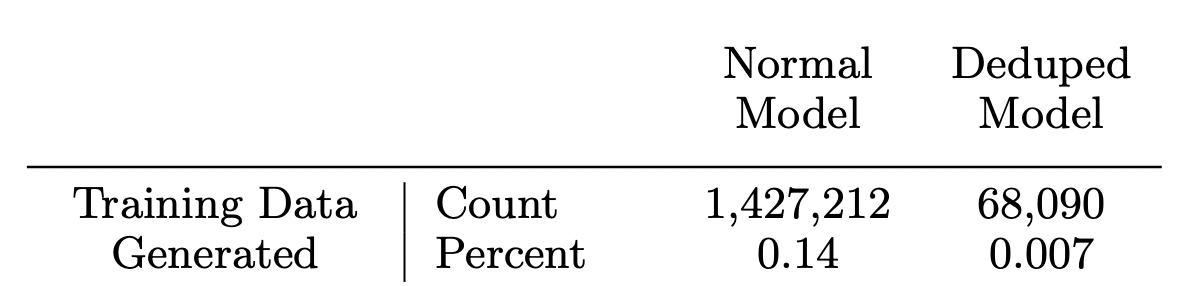 Normal Deduped
Model Model
Training Data Count 1,427,212 68,090
Generated Percent 0.14 0.007